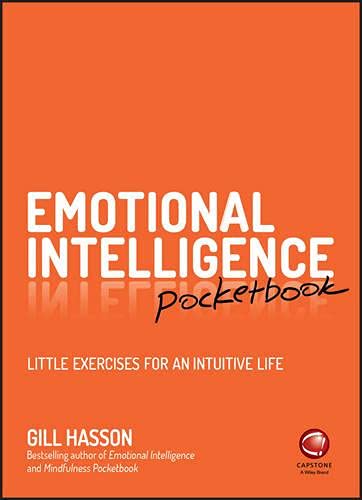 EMOTIONAL
INTELLIGENCE
pocketbook
LITTLE EXERCISES FOR AN INTUITIVE LIFE
GILL HASSON
Bestselling author of Emotional Intelligence
and Mindfulness Pocketbook
CAPSTONE
A Wiley Brand